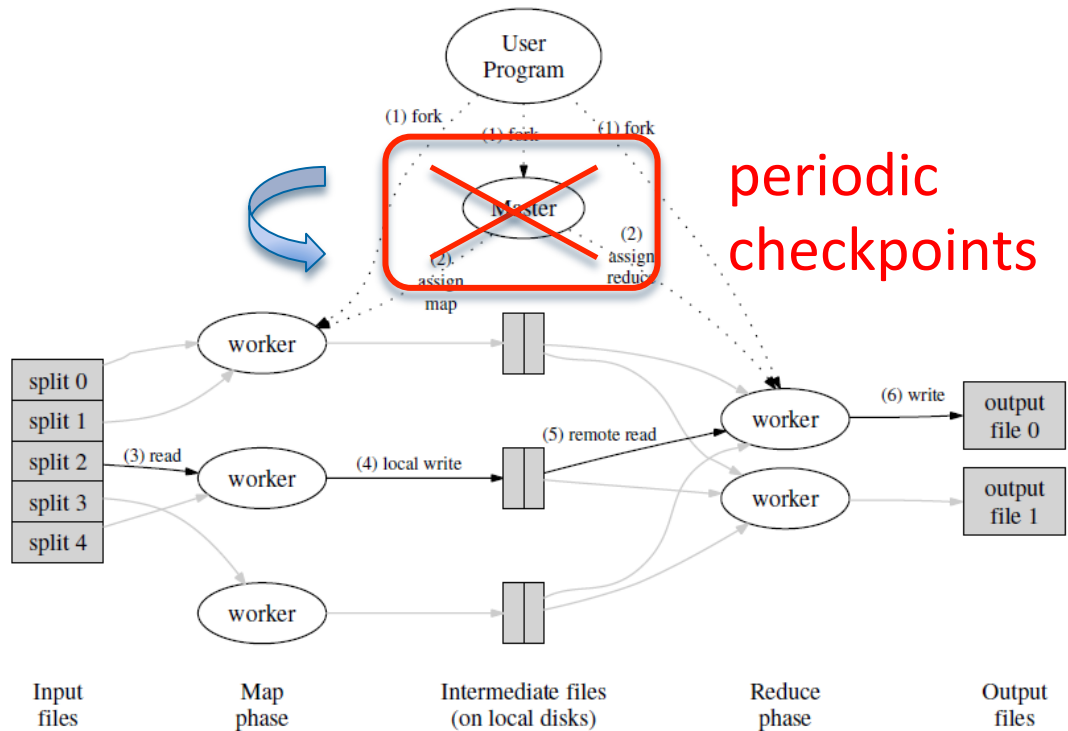 User
Program
(1) fork
(1) fork
(1) fork
periodic
checkpoints
Master
(2)
assign
map
(2)
assign
reduce
worker
split 0
split 1
split 2
split 3
split 4
(3) read
worker
(4) local write
(5) remote read
worker
(6) write
output
file 0
worker
output
file 1
worker
Input
files
Map
phase
Intermediate files
(on local disks)
Reduce
phase
Output
files